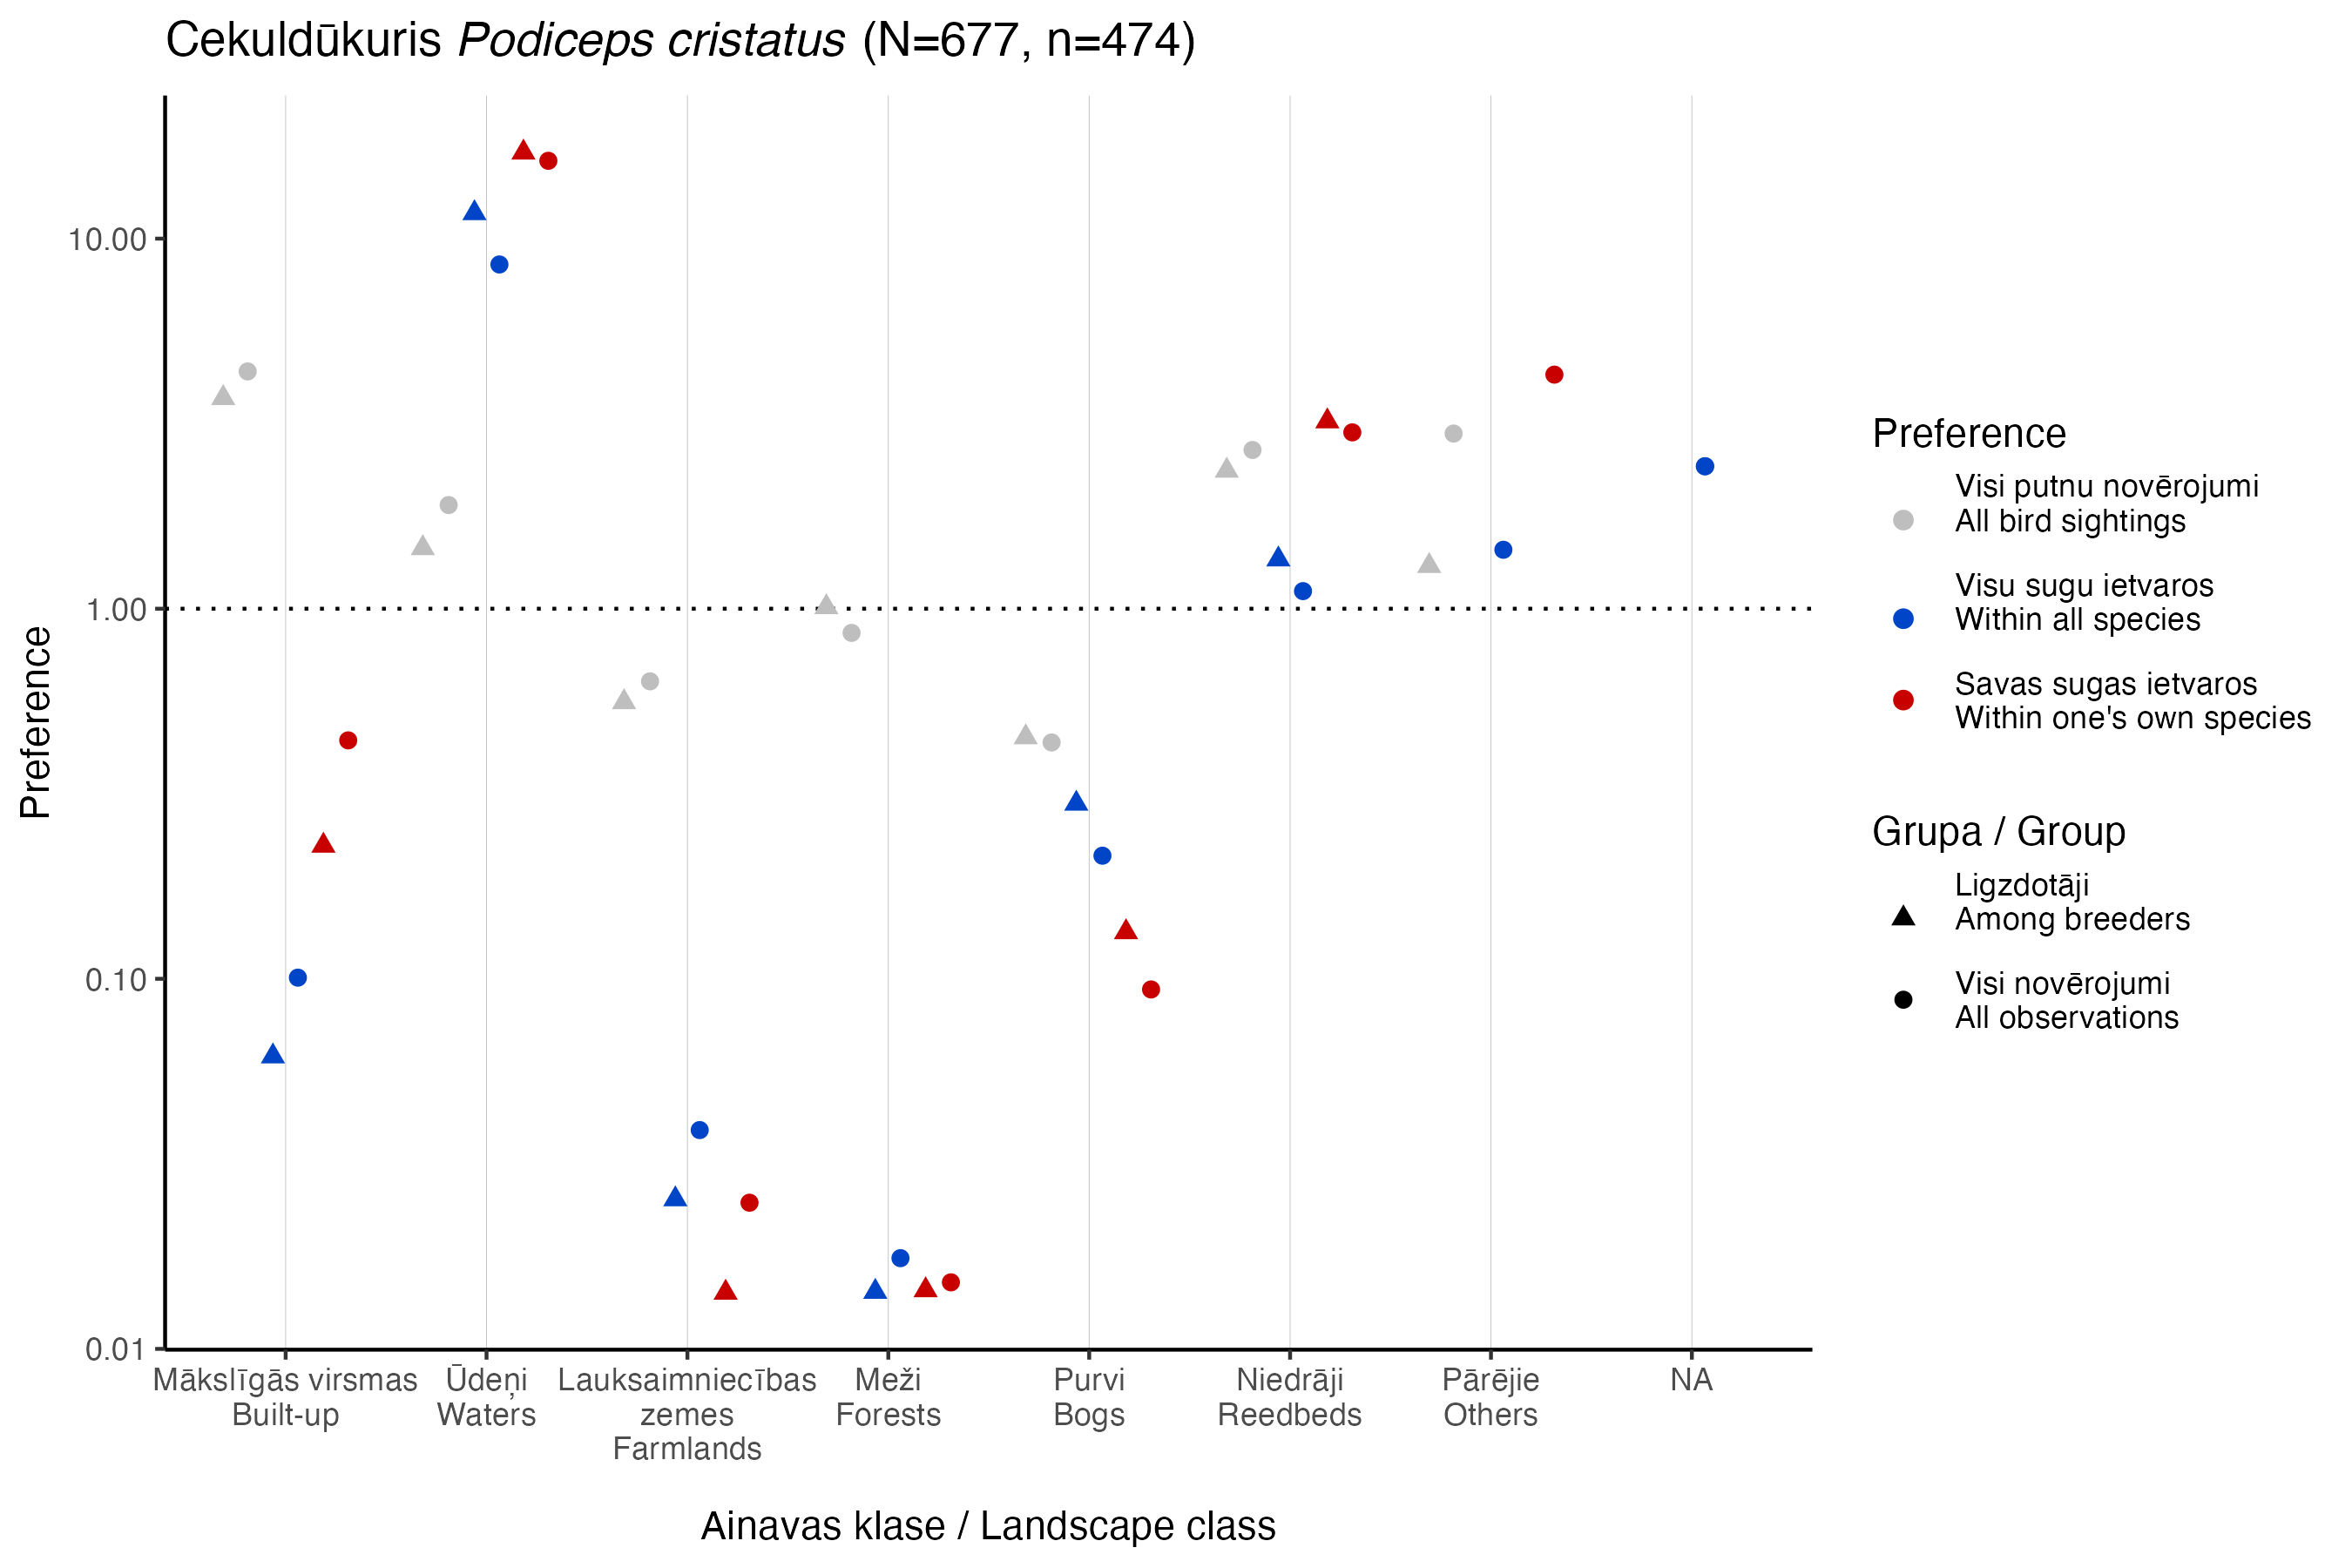 Cekuldūkuris Podiceps cristatus (N=677, n=474)
Preference
10.00
1.00
0.10
0.01
Mākslīgās virsmas
Built-up
Ūdeņi
Waters
Lauksaimniecības
zemes
Farmlands
Meži
Forests
Purvi
Bogs
Niedrāji
Reedbeds
Pārējie
Others
NA
Ainavas klase / Landscape class
Preference
Visi putnu novērojumi
All bird sightings
Visu sugu ietvaros
Within all species
Savas sugas ietvaros
Within one's own species
Grupa / Group
Ligzdotāji
Among breeders
Visi novērojumi
All observations